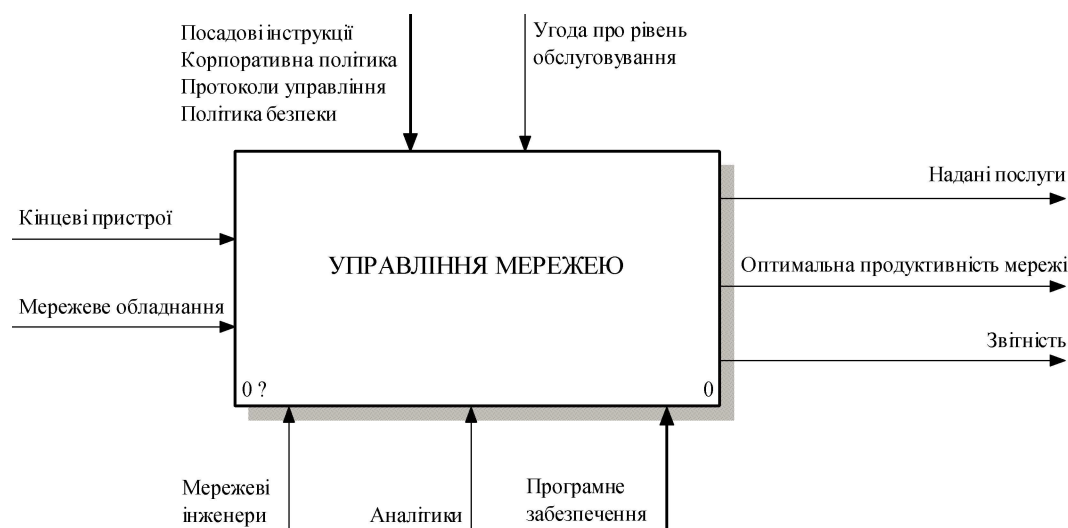 Посадові інструкції
Корпоративна політика
Протоколи управління
Політика безпеки
Угода про рівень
обслуговування
Надані послуги
Кінцеві пристрої
УПРАВЛІННЯ МЕРЕЖЕЮ
Оптимальна продуктивність мережі
Мережеве обладнання
Звітність
0 ?
0
Мережеві
інженери
Аналітики
Програмне
забезпечення